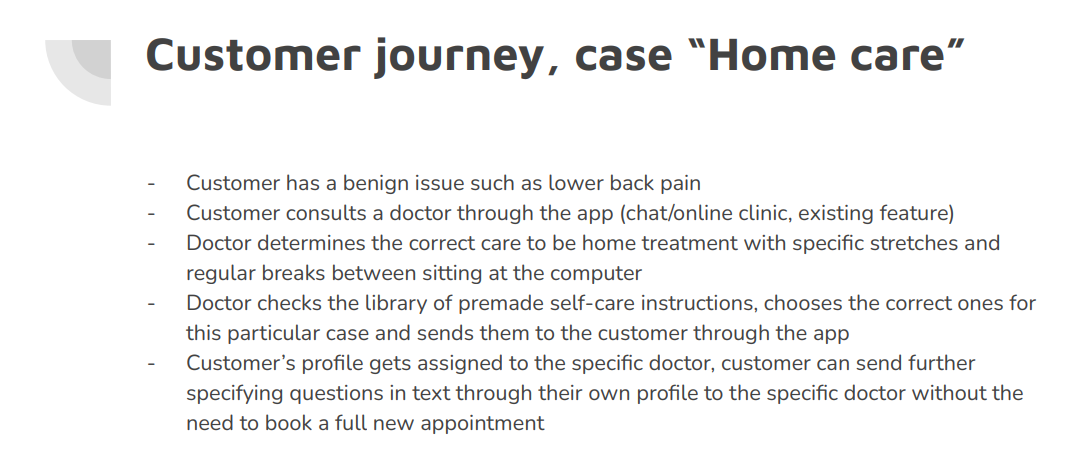 Customer journey, case “Home care”
- Customer has a benign issue such as lower back pain
- Customer consults a doctor through the app (chat/online clinic, existing feature)
- Doctor determines the correct care to be home treatment with specific stretches and
regular breaks between sitting at the computer
- Doctor checks the library of premade self-care instructions, chooses the correct ones for
this particular case and sends them to the customer through the app
- Customer’s profile gets assigned to the specific doctor, customer can send further
specifying questions in text through their own profile to the specific doctor without the
need to book a full new appointment